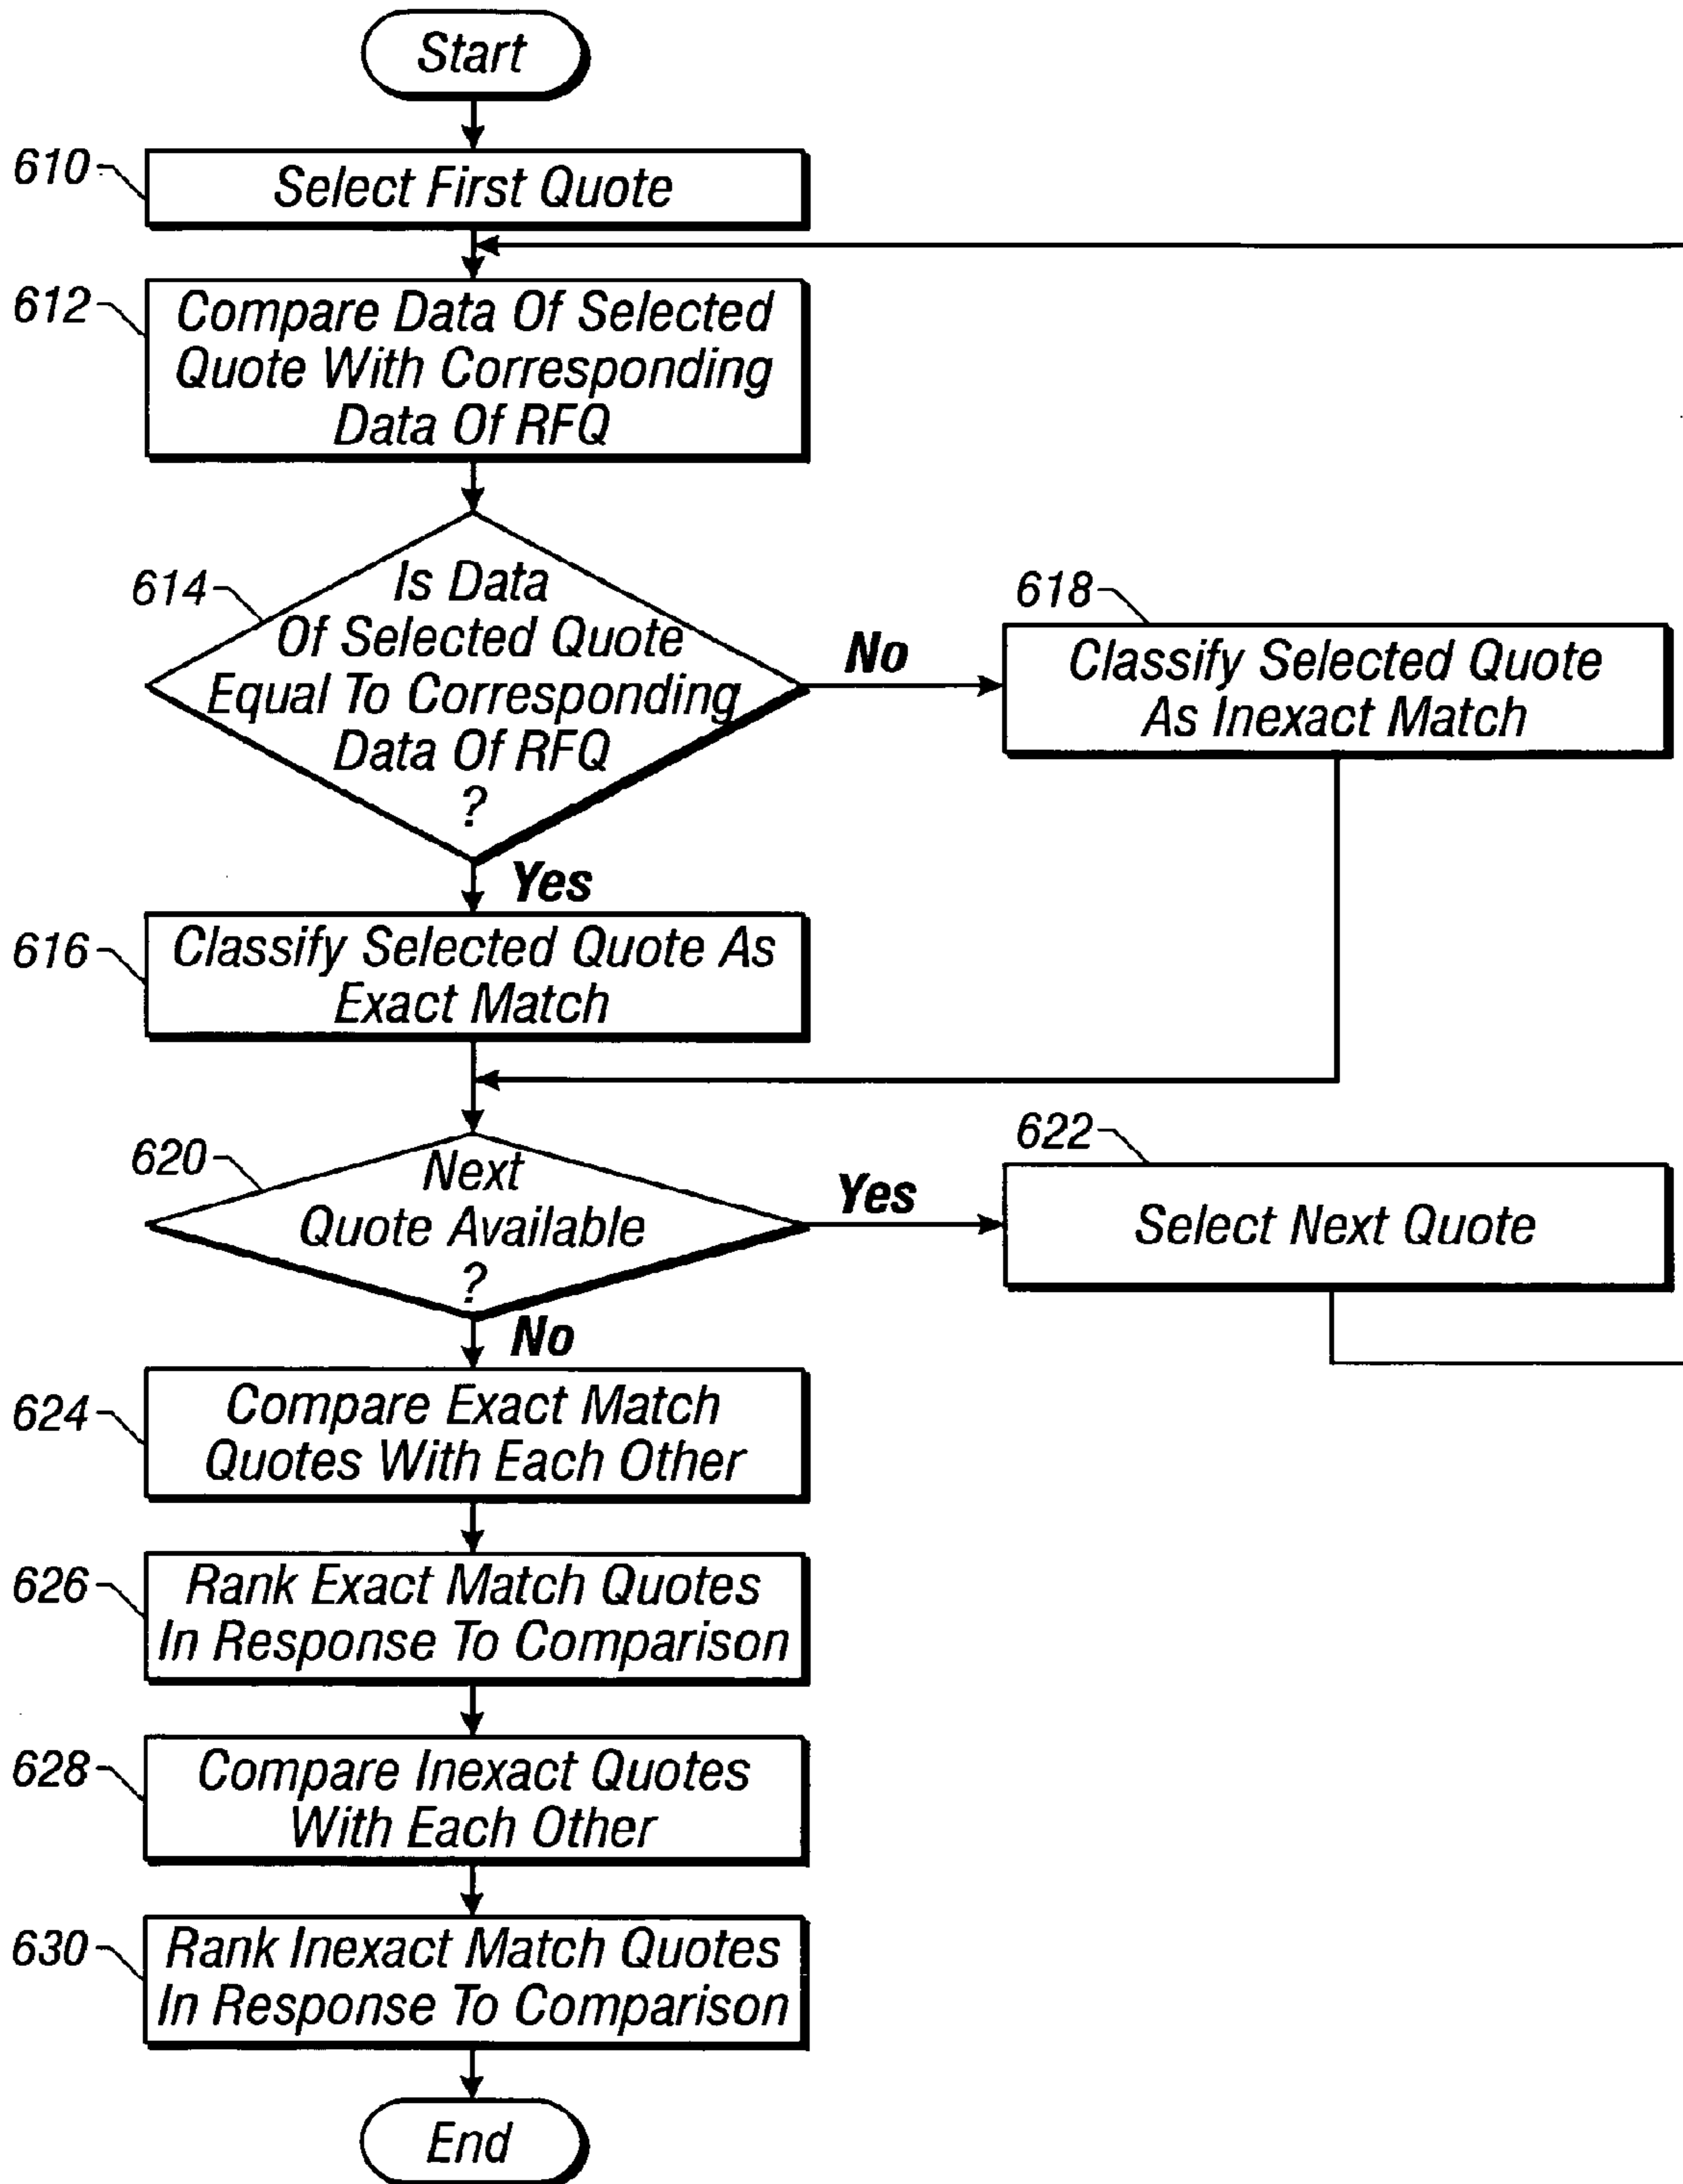 Start
610
Select First Quote
612
Compare Data Of Selected
Quote With Corresponding
Data Of RFQ
614
Is Data
Of Selected Quote
Equal To Corresponding
Data Of RFQ
?
No
618
Classify Selected Quote
As Inexact Match
Yes
616
Classify Selected Quote As
Exact Match
620
Next
Quote Available
?
Yes
622
Select Next Quote
No
624
Compare Exact Match
Quotes With Each Other
626
Rank Exact Match Quotes
In Response To Comparison
628
Compare Inexact Quotes
With Each Other
630
Rank Inexact Match Quotes
In Response To Comparison
End